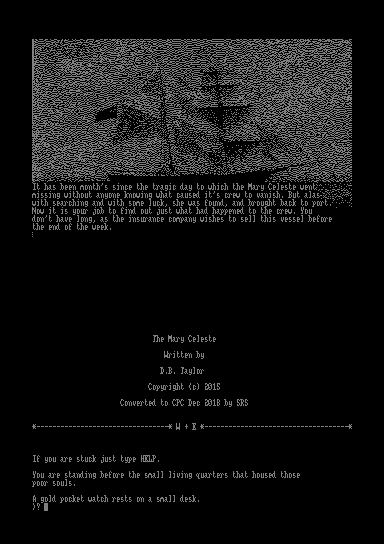 It has been month's since the tragic day to which the Mary Celeste went
missing without anyone knowing what caused it's crew to vanish. But alas
with searching and with some luck, she was found, and brought back to port.
Now it is your job to find out just what had happened to the crew. You
don't have long, as the insurance company wishes to sell this vessel before
the end of the week.
The Mary Celeste
Written by
D.B. Taylor
Copyright (c) 2015
Converted to CPC Dec 2018 by SRS
*---------------------------------* W + E *------------------------------------*
If you are stuck just type HELP.
You are standing before the small living quarters that housed those
poor souls.
A gold pocket watch rests on a small desk.
)?